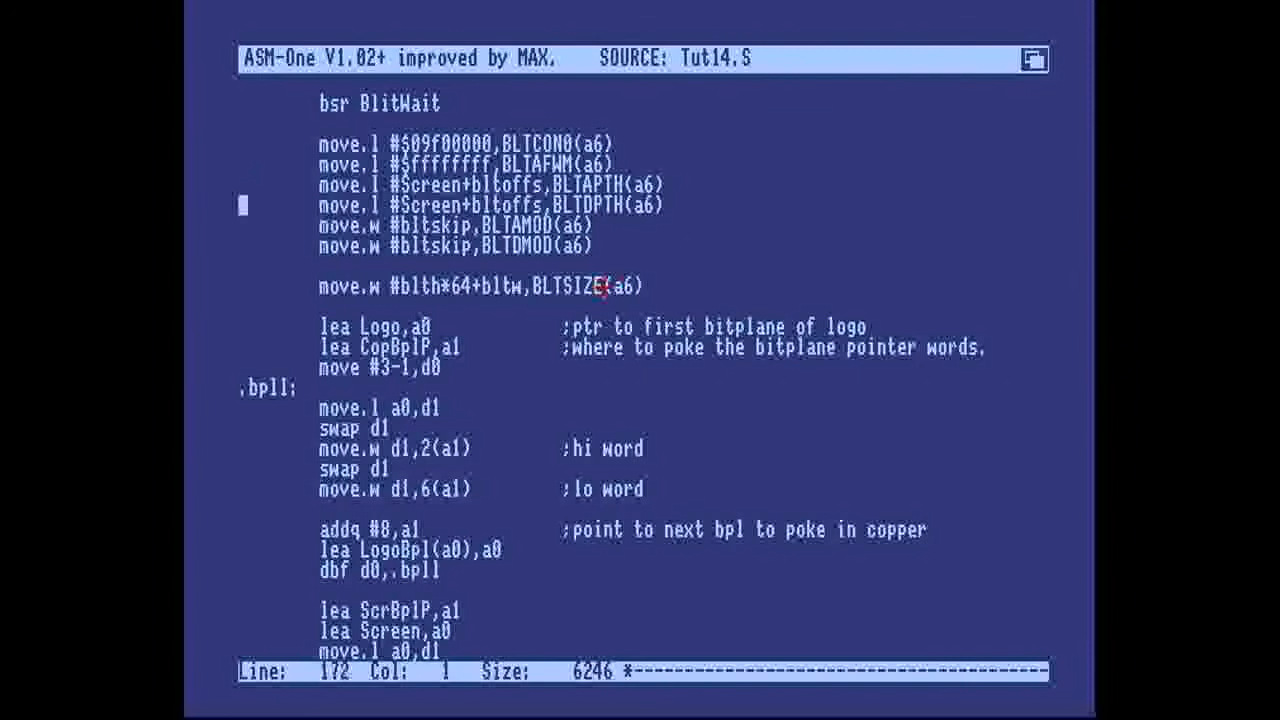 ASM-One V1.02+ improved by MAX. SOURCE: Tut14.S
bsr BlitWait
move.l #$09f00000,BLTCON0(a6)
move.l #$ffffffff,BLTAFWM(a6)
move.l #Screen+bltoffs,BLTAPTH(a6)
move.l #Screen+bltoffs,BLTDPTH(a6)
move.w #bltskip,BLTAMOD(a6)
move.w #bltskip,BLTDMOD(a6)
move.w #blth*64+bltw,BLTSIZE(a6)
lea Logo,a0 ;ptr to first bitplane of logo
lea CopBplP,a1 ;where to poke the bitplane pointer words.
move #3-1,d0
.bpll:
move.l a0,d1
swap d1
move.w d1,2(a1) ;hi word
swap d1
move.w d1,6(a1) ;lo word
addq #8,a1 ;point to next bpl to poke in copper
lea LogoBpl(a0),a0
dbf d0,.bpll
lea ScrBplP,a1
lea Screen,a0
move.l a0,d1
Line: 172 Col: 1 Size: 6246 *-----------------------------------------